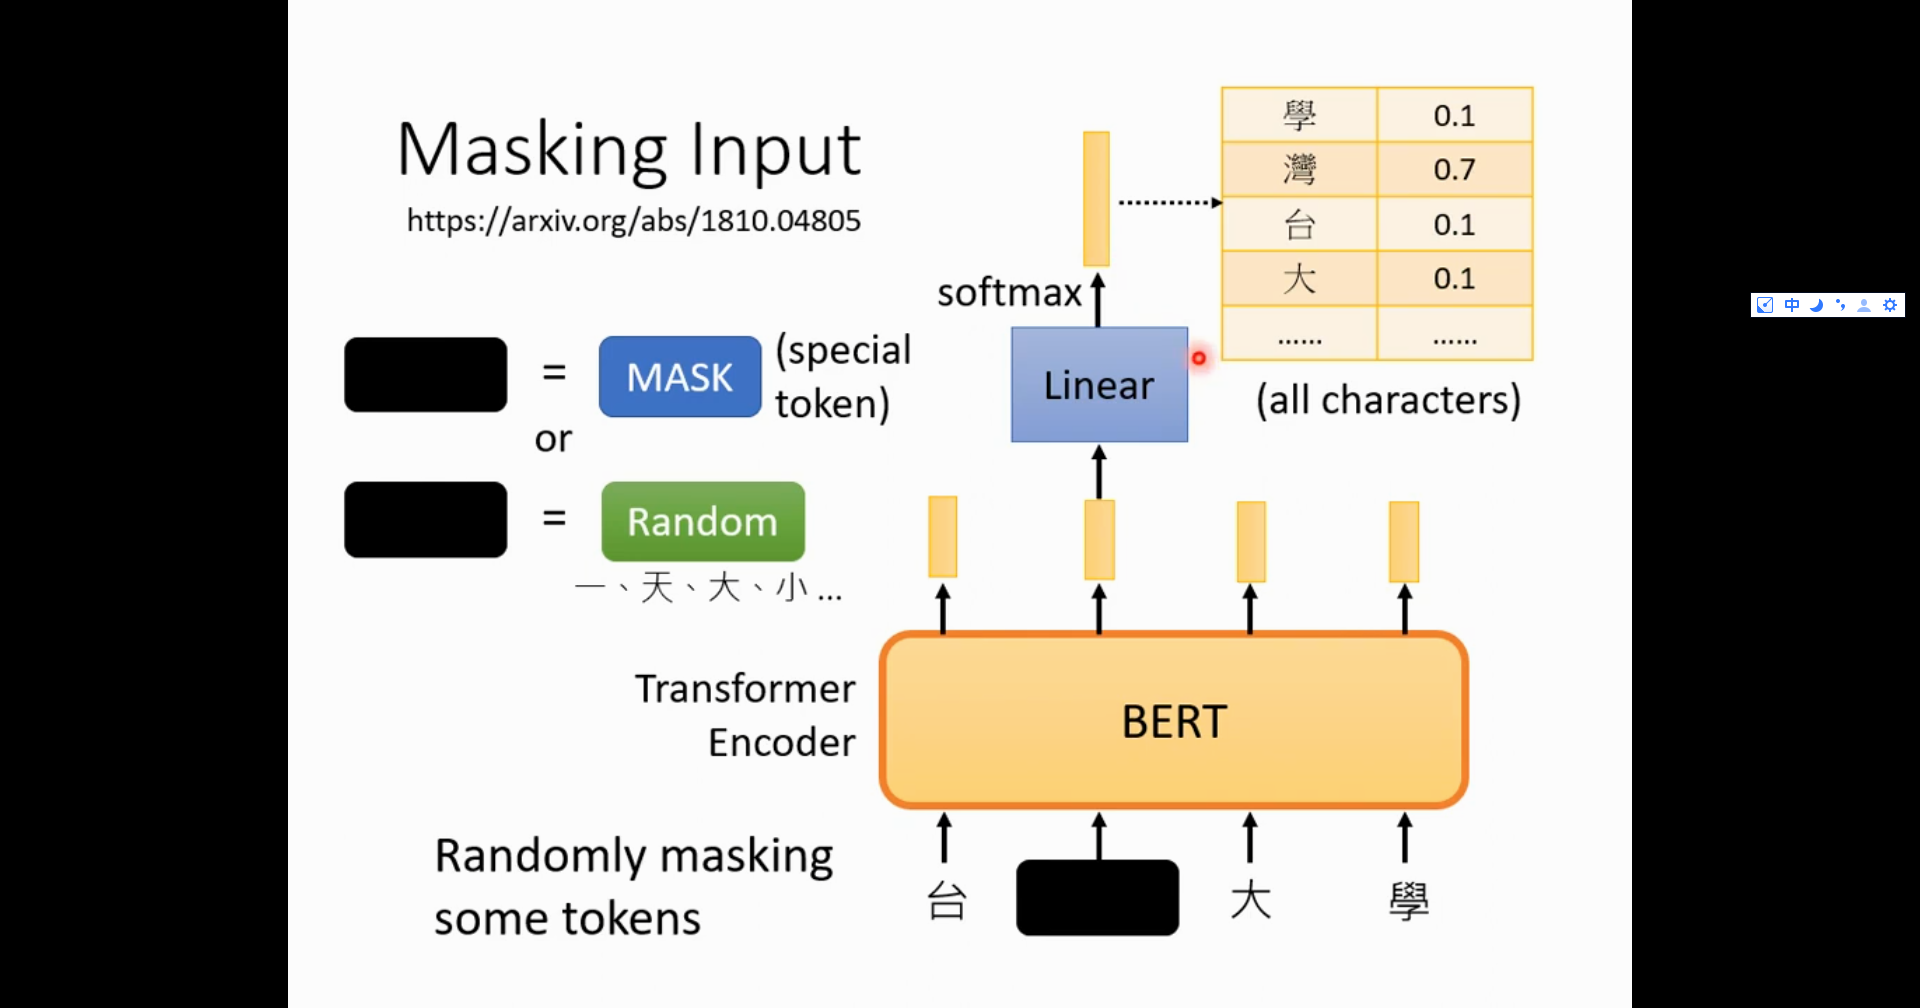 Masking Input
https://arxiv.org/abs/1810.04805
學 0.1
灣 0.7
台 0.1
大 0.1
...... ......
(all characters)
softmax
Linear
= MASK (special token)
or
= Random
一、天、大、小 ...
Transformer
Encoder
BERT
Randomly masking
some tokens
台 大 學
中